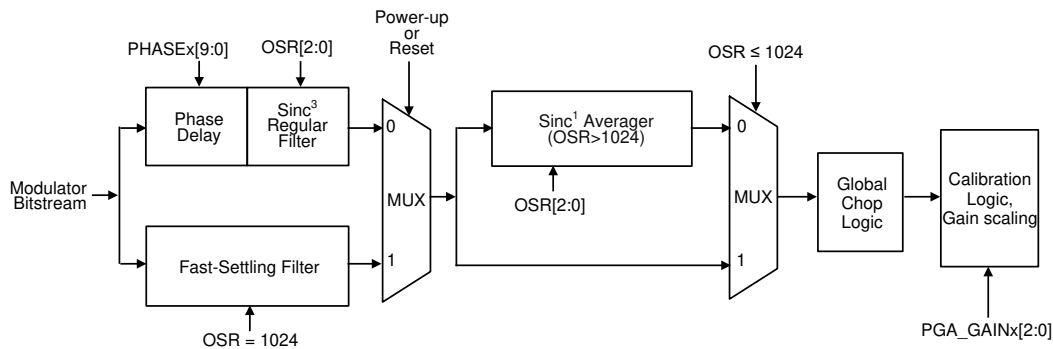 Power-up
or
Reset
PHASEx[9:0]
OSR[2:0]
OSR ≤ 1024
Phase
Delay
Sinc³
Regular
Filter
0
Sinc¹ Averager
(OSR>1024)
0
Modulator
Bitstream
MUX
OSR[2:0]
MUX
Global
Chop
Logic
Calibration
Logic,
Gain scaling
Fast-Settling Filter
1
1
OSR = 1024
PGA_GAINx[2:0]